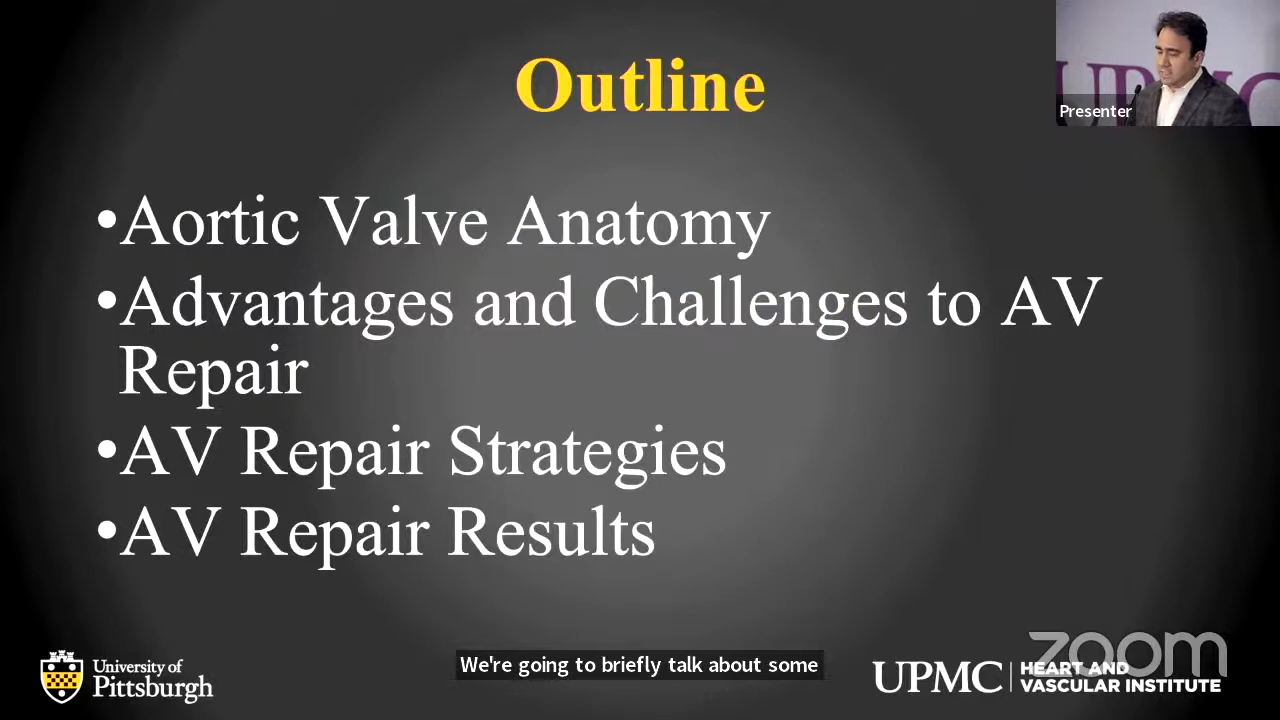 Outline
UPMC
Presenter
•Aortic Valve Anatomy
•Advantages and Challenges to AV
Repair
•AV Repair Strategies
•AV Repair Results
We're going to briefly talk about some
University of
Pittsburgh
UPMC
HEART AND
VASCULAR INSTITUTE
zoom